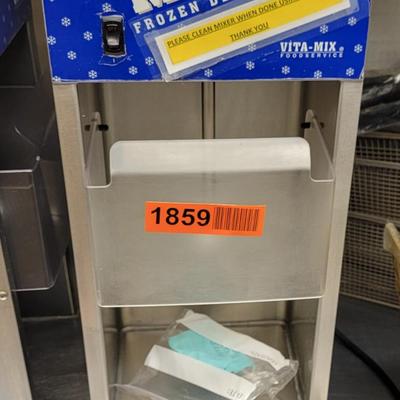 FROZEN D
PLEASE CLEAN MIXER WHEN DONE USI
THANK YOU
VITA-MIX®
FOODSERVICE
1859